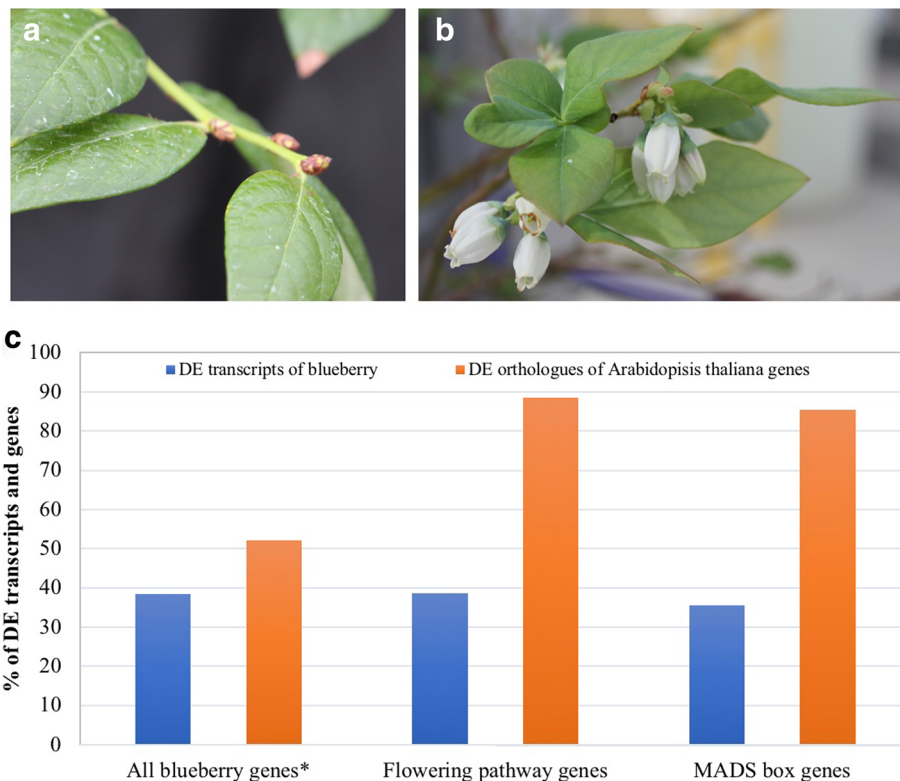 a
b
c
100
DE transcripts of blueberry
DE orthologues of Arabidopisis thaliana genes
90
80
70
60
50
40
30
20
10
0
% of DE transcripts and genes
All blueberry genes*
Flowering pathway genes
MADS box genes